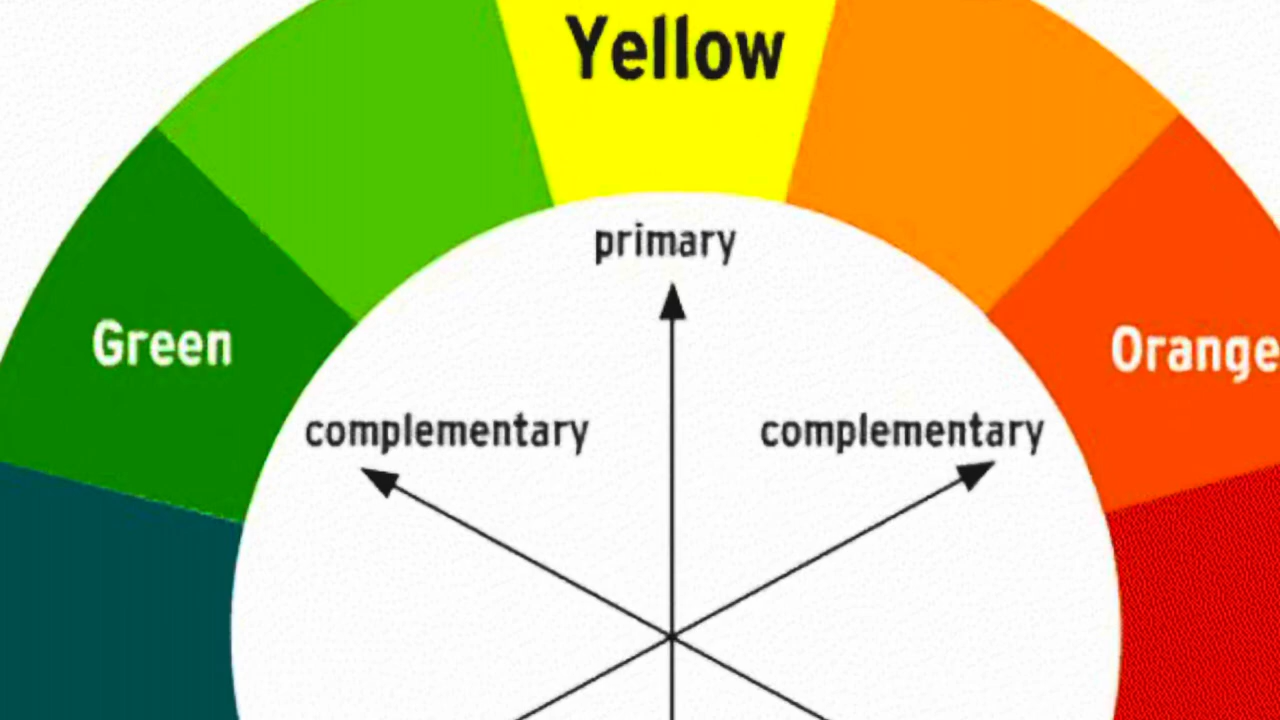 Yellow
primary
Green
Orange
complementary
complementary